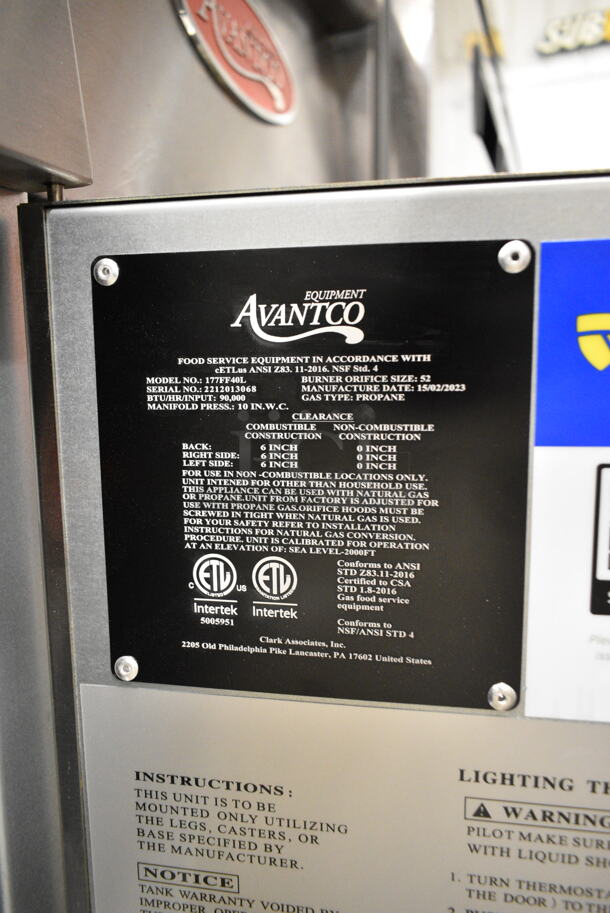 AVANTCO
SUB
EQUIPMENT
AVANTCO
FOOD SERVICE EQUIPMENT IN ACCORDANCE WITH
cETLus ANSI Z83. 11-2016. NSF Std. 4
MODEL NO.: 177FF40L BURNER ORIFICE SIZE: 52
SERIAL NO.: 2212013068 MANUFACTURE DATE: 15/02/2023
BTU/HR/INPUT: 90,000 GAS TYPE: PROPANE
MANIFOLD PRESS.: 10 IN.W.C.
CLEARANCE
COMBUSTIBLE NON-COMBUSTIBLE
CONSTRUCTION CONSTRUCTION
BACK: 6 INCH 0 INCH
RIGHT SIDE: 6 INCH 0 INCH
LEFT SIDE: 6 INCH 0 INCH
FOR USE IN NON -COMBUSTIBLE LOCATIONS ONLY.
UNIT INTENED FOR OTHER THAN HOUSEHOLD USE.
THIS APPLIANCE CAN BE USED WITH NATURAL GAS
OR PROPANE.UNIT FROM FACTORY IS ADJUSTED FOR
USE WITH PROPANE GAS.ORIFICE HOODS MUST BE
SCREWED IN TIGHT WHEN NATURAL GAS IS USED.
FOR YOUR SAFETY REFER TO INSTALLATION
INSTRUCTIONS FOR NATURAL GAS CONVERSION.
PROCEDURE. UNIT IS CALIBRATED FOR OPERATION
AT AN ELEVATION OF: SEA LEVEL-2000FT
C ETL US ETL
LISTED
Intertek Intertek
5005951
Conforms to ANSI
STD Z83.11-2016
Certified to CSA
STD 1.8-2016
Gas food service
equipment
Conforms to
NSF/ANSI STD 4
Clark Associates, Inc.
2205 Old Philadelphia Pike Lancaster, PA 17602 United States
INSTRUCTIONS:
THIS UNIT IS TO BE
MOUNTED ONLY UTILIZING
THE LEGS, CASTERS, OR
BASE SPECIFIED BY
THE MANUFACTURER.
NOTICE
TANK WARRANTY VOIDED BY
IMPROPER
LIGHTING
WARNING
PILOT MAKE SURE
WITH LIQUID
1. TURN THERMOSTA
THE DOOR ) TO TH